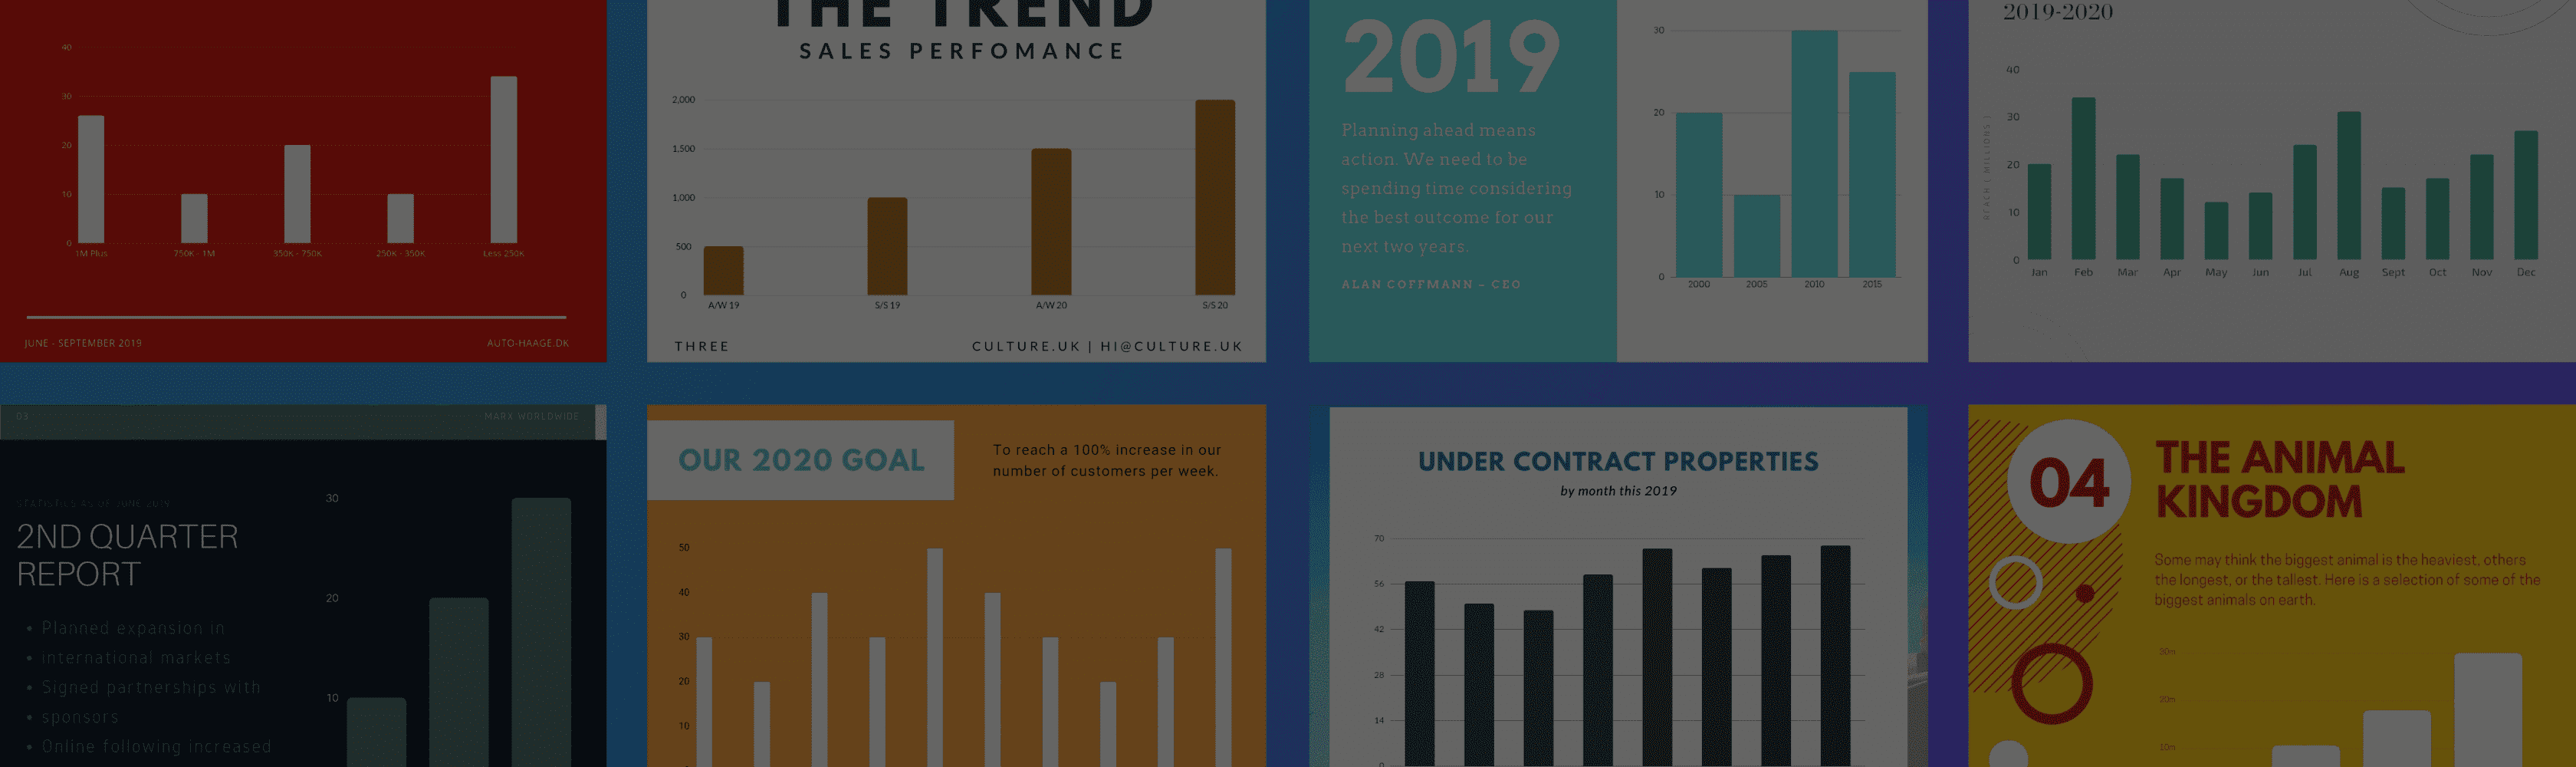 40
30
20
10
0
1M Plus 750K - 1M 350K - 750K 250K - 350K Less 250K
JUNE - SEPTEMBER 2019 AUTO-HAAGE.DK
THE TREND
SALES PERFOMANCE
2,000
1,500
1,000
500
0
A/W 19 S/S 19 A/W 20 S/S 20
THREE CULTURE.UK | HI@CULTURE.UK
2019
Planning ahead means
action. We need to be
spending time considering
the best outcome for our
next two years.
ALAN COFFMANN - CEO
30
20
10
0
2000 2005 2010 2015
2019-2020
REACH ( MILLIONS )
40
30
20
10
0
Jan Feb Mar Apr May Jun Jul Aug Sept Oct Nov Dec
03 MARX WORLDWIDE
STATISTICS AS OF JUNE 2019
2ND QUARTER
REPORT
• Planned expansion in
• international markets
• Signed partnerships with
• sponsors
• Online following increased
30
20
10
OUR 2020 GOAL
To reach a 100% increase in our
number of customers per week.
50
40
30
20
10
UNDER CONTRACT PROPERTIES
by month this 2019
70
56
42
28
14
0
04
THE ANIMAL
KINGDOM
Some may think the biggest animal is the heaviest, others
the longest, or the tallest. Here is a selection of some of the
biggest animals on earth.
30m
20m
10m